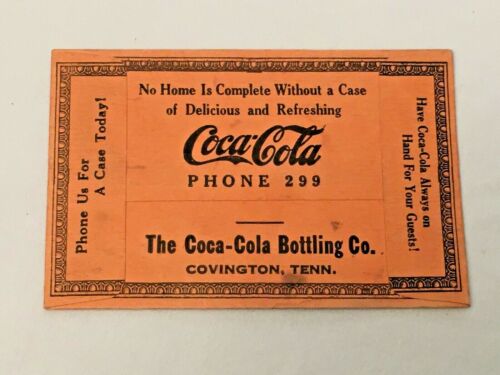 No Home Is Complete Without a Case
of Delicious and Refreshing
Coca-Cola
PHONE 299
The Coca-Cola Bottling Co.
COVINGTON, TENN.
Phone Us For
A Case Today!
Have Coca-Cola Always on
Hand For Your Guests!